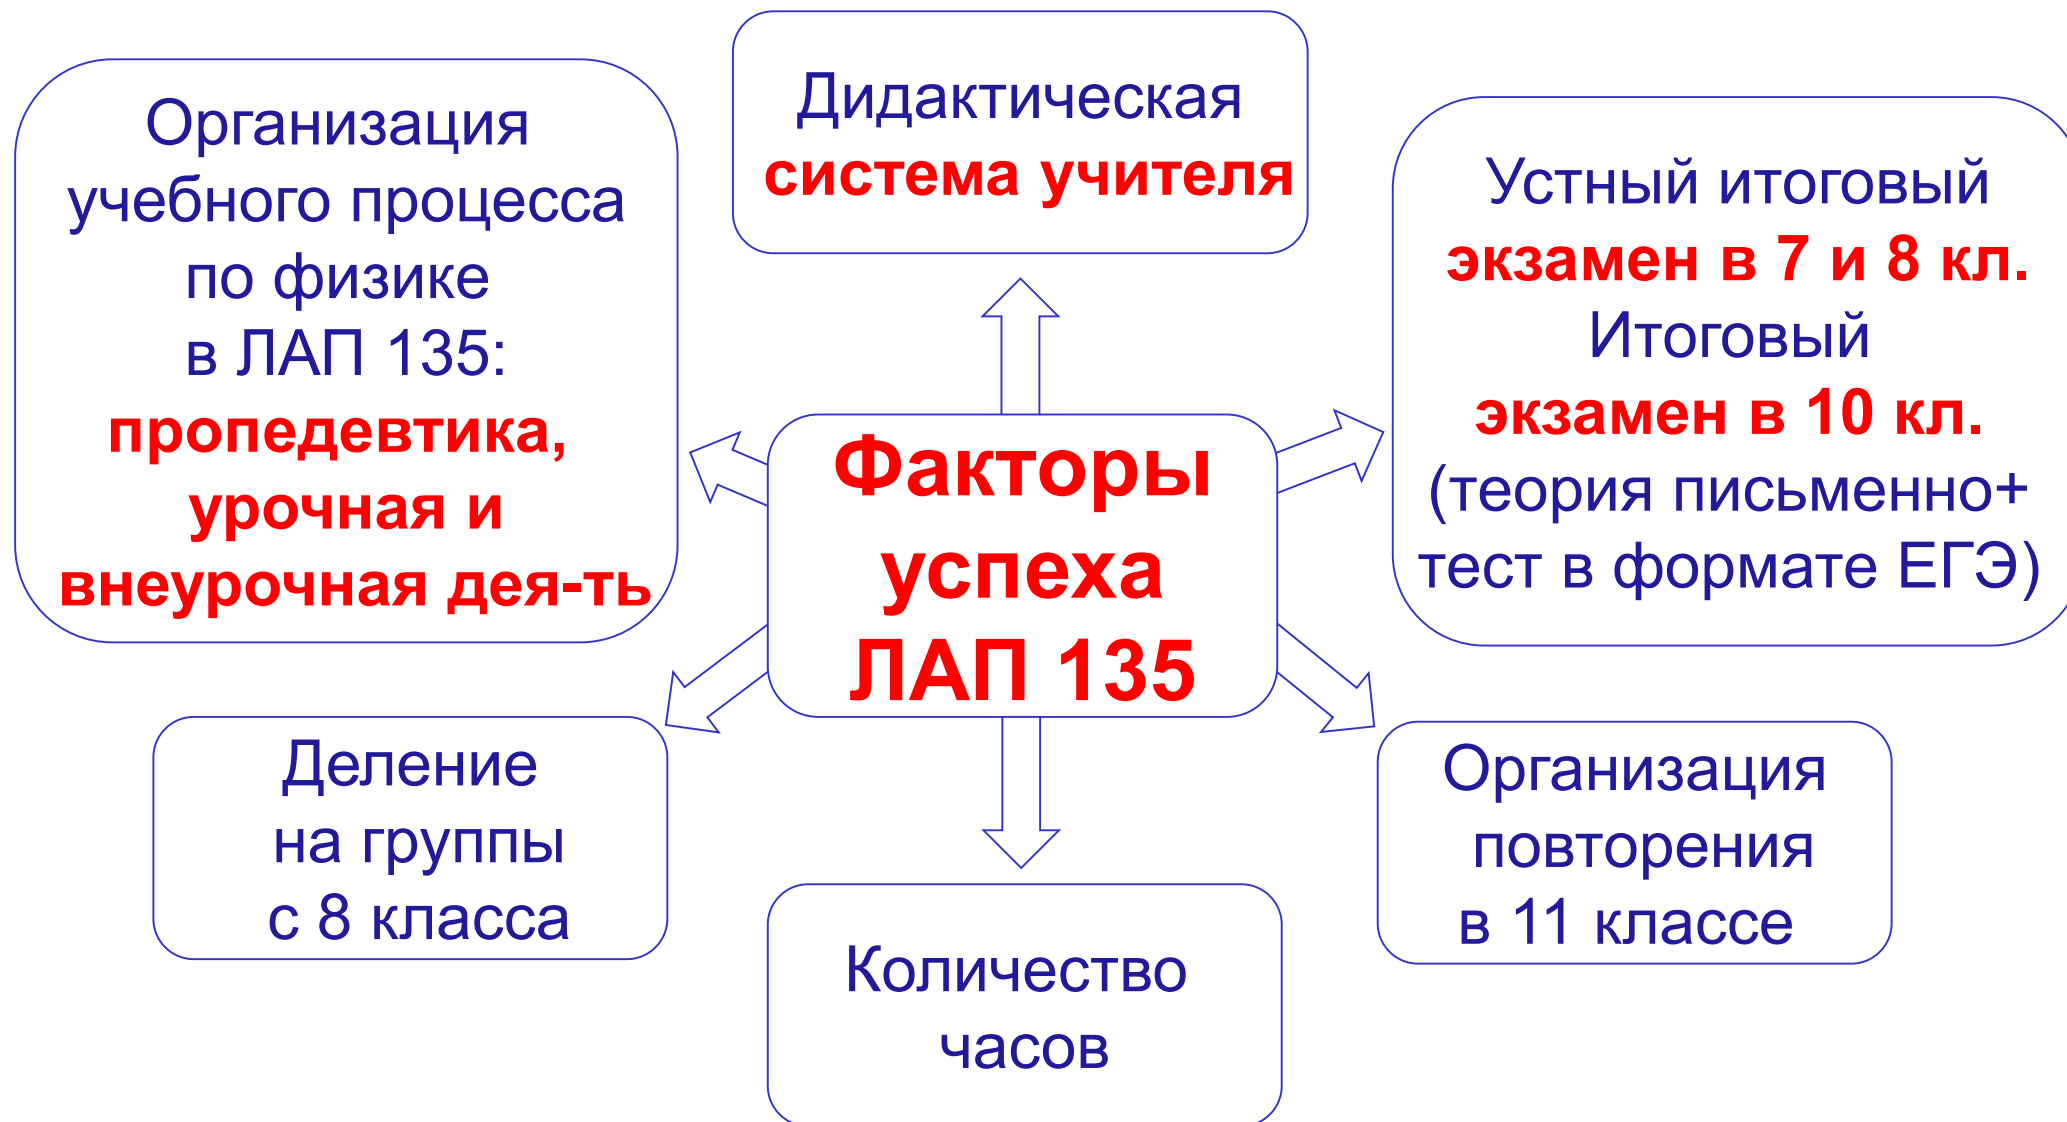 Дидактическая
система учителя
Организация
учебного процесса
по физике
в ЛАП 135:
пропедевтика,
урочная и
внеурочная дея-ть
Устный итоговый
экзамен в 7 и 8 кл.
Итоговый
экзамен в 10 кл.
(теория письменно+
тест в формате ЕГЭ)
Факторы
успеха
ЛАП 135
Деление
на группы
с 8 класса
Количество
часов
Организация
повторения
в 11 классе